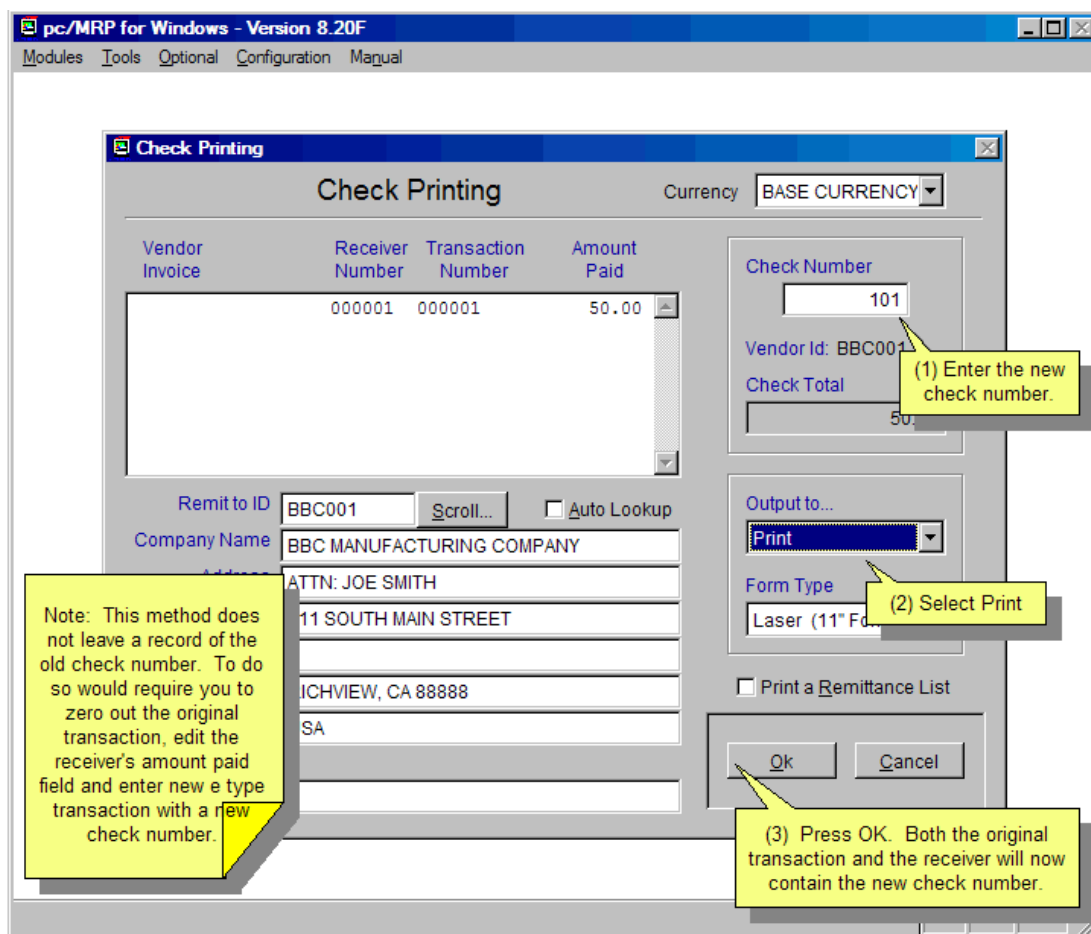 pc/MRP for Windows - Version 8.20F
Modules Tools Optional Configuration Manual
Check Printing
Check Printing
Currency BASE CURRENCY
Vendor Invoice
Receiver Number
Transaction Number
Amount Paid
000001 000001 50.00
Check Number
101
Vendor Id: BBC001
(1) Enter the new
check number.
Check Total
50.
Remit to ID BBC001 Scroll... Auto Lookup
Company Name BBC MANUFACTURING COMPANY
Address ATTN: JOE SMITH
11 SOUTH MAIN STREET
CA 88888
Output to...
Print
(2) Select Print
Form Type
Laser (11"
Print a Remittance List
Ok Cancel
(3) Press OK. Both the original
transaction and the receiver will now
contain the new check number.
Note: This method does
not leave a record of the
old check number. To do
so would require you to
zero out the original
transaction, edit the
receiver's amount paid
field and enter new e type
transaction with a new
check number.